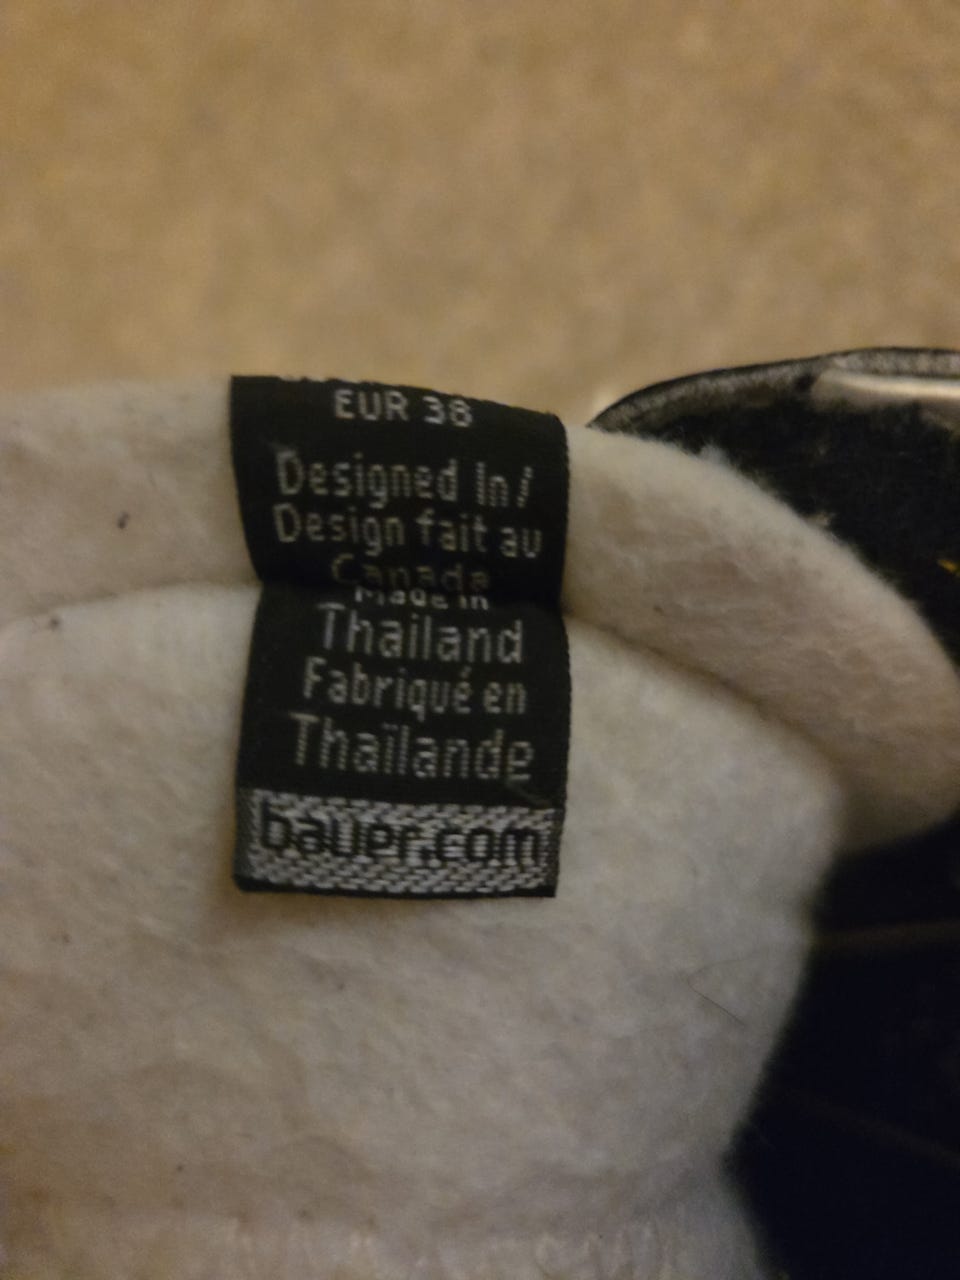 EUR 38
Designed In/
Design fait au
Canada
Made in
Thailand
Fabriqué en
Thaïlande
bauer.com